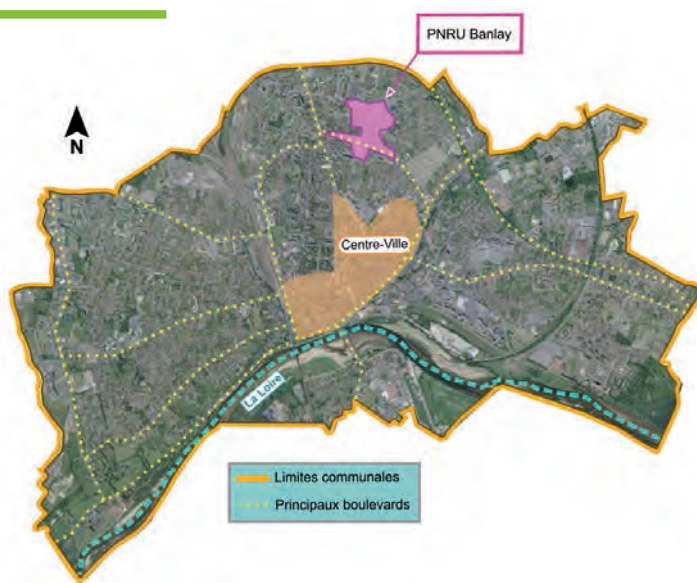 PNRU Banlay
N
Centre-Ville
La Loire
Limites communales
Principaux boulevards